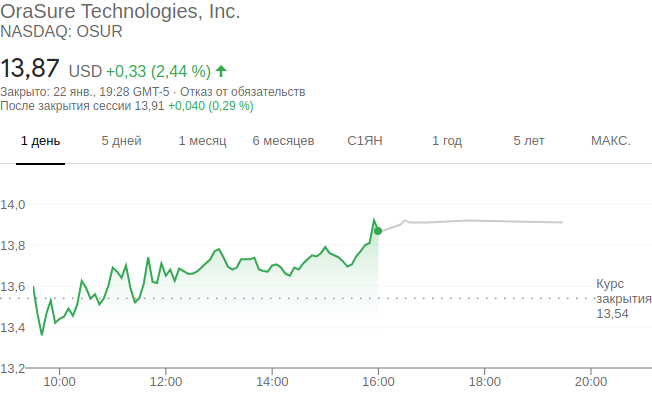 OraSure Technologies, Inc.
NASDAQ: OSUR
13,87 USD +0,33 (2,44 %)
Закрыто: 22 янв., 19:28 GMT-5 · Отказ от обязательств
После закрытия сессии 13,91 +0,040 (0,29 %)
1 день 5 дней 1 месяц 6 месяцев С1ЯН 1 год 5 лет МАКС.
14,0
13,8
13,6
13,4
13,2
Курс
закрытия
13,54
10:00 12:00 14:00 16:00 18:00 20:00